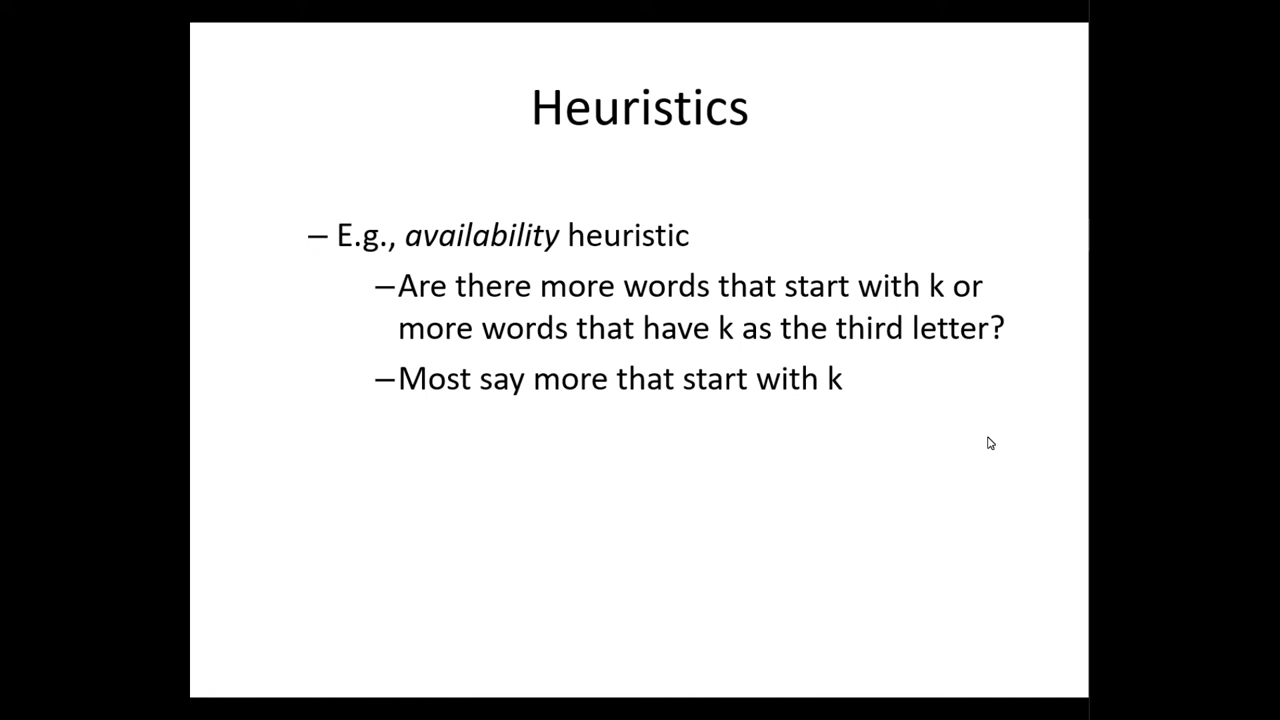 Heuristics
– E.g., availability heuristic
–Are there more words that start with k or
more words that have k as the third letter?
–Most say more that start with k